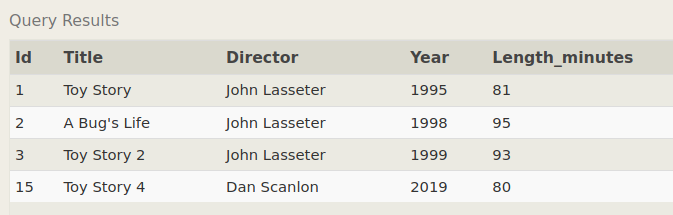 Query Results
Id Title Director Year Length_minutes
1 Toy Story John Lasseter 1995 81
2 A Bug's Life John Lasseter 1998 95
3 Toy Story 2 John Lasseter 1999 93
15 Toy Story 4 Dan Scanlon 2019 80